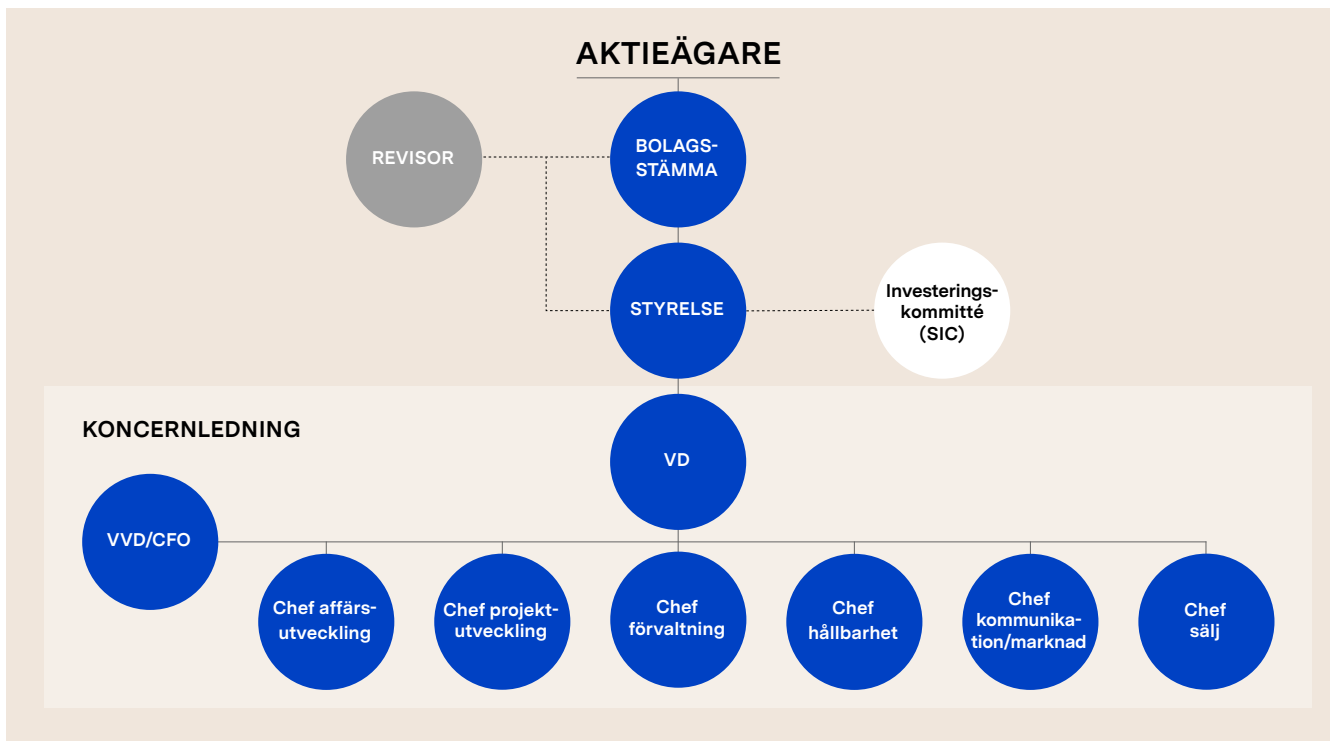 AKTIEÄGARE
REVISOR
BOLAGS-
STÄMMA
STYRELSE
Investerings-
kommitté
(SIC)
KONCERNLEDNING
VD
VVD/CFO
Chef affärs-
utveckling
Chef projekt-
utveckling
Chef
förvaltning
Chef
hållbarhet
Chef
kommunika-
tion/marknad
Chef
sälj